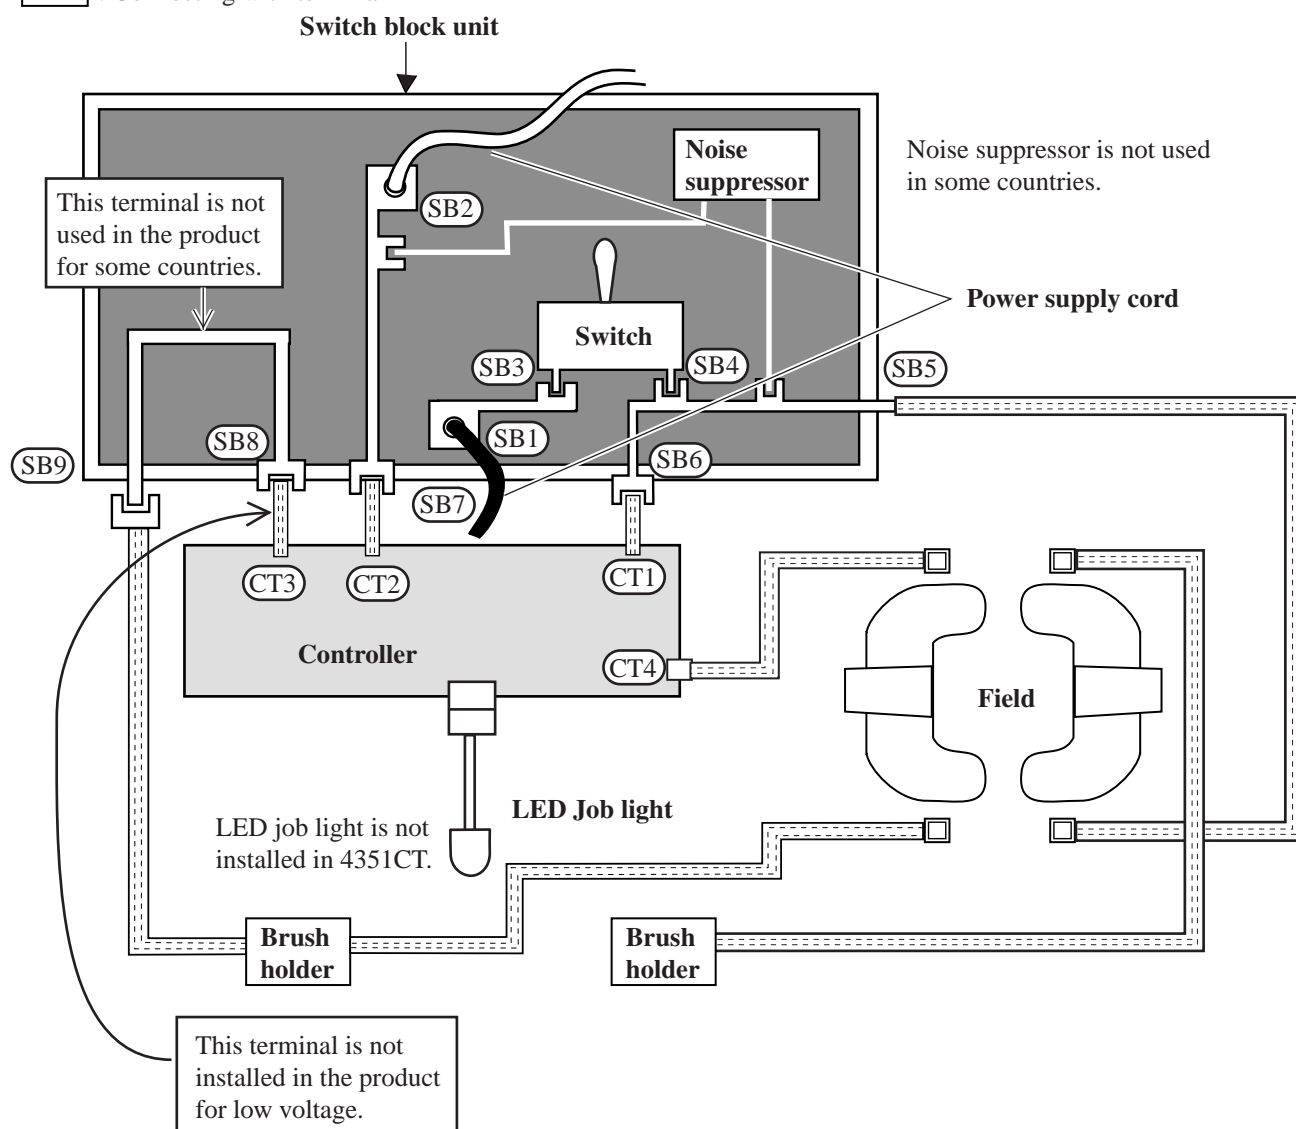 Switch block unit
Noise
suppressor
Noise suppressor is not used
in some countries.
This terminal is not
used in the product
for some countries.
SB2
Power supply cord
Switch
SB3
SB4
SB5
SB8
SB1
SB6
SB9
SB7
CT3
CT2
CT1
Controller
CT4
Field
LED Job light
LED job light is not
installed in 4351CT.
Brush
holder
Brush
holder
This terminal is not
installed in the product
for low voltage.